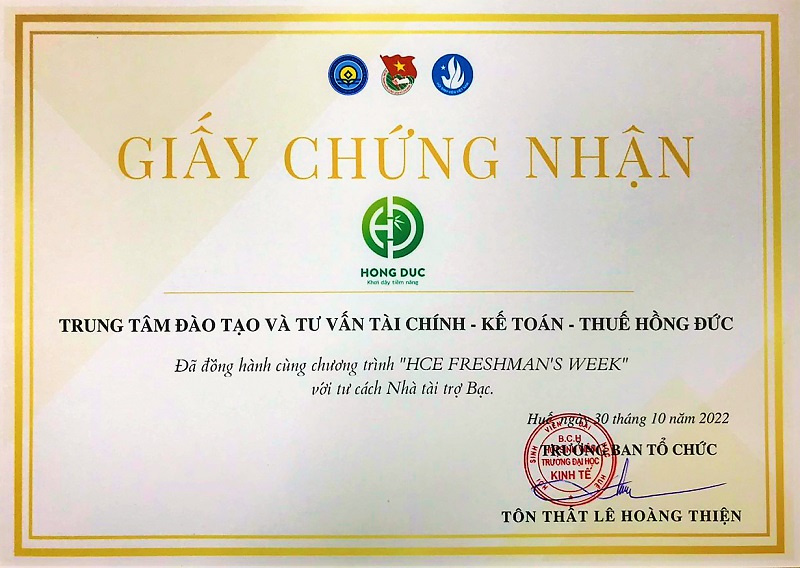 GIẤY CHỨNG NHẬN
HONG DUC
Khơi dậy tiềm năng
TRUNG TÂM ĐÀO TẠO VÀ TƯ VẤN TÀI CHÍNH - KẾ TOÁN - THUẾ HỒNG ĐỨC
Đã đồng hành cùng chương trình "HCE FRESHMAN'S WEEK"
với tư cách Nhà tài trợ Bạc.
Huế, ngày 30 tháng 10 năm 2022
TRƯỞNG BAN TỔ CHỨC
B.C.H
TRƯỜNG ĐẠI HỌC
KINH TẾ
TÔN THẤT LÊ HOÀNG THIỆN